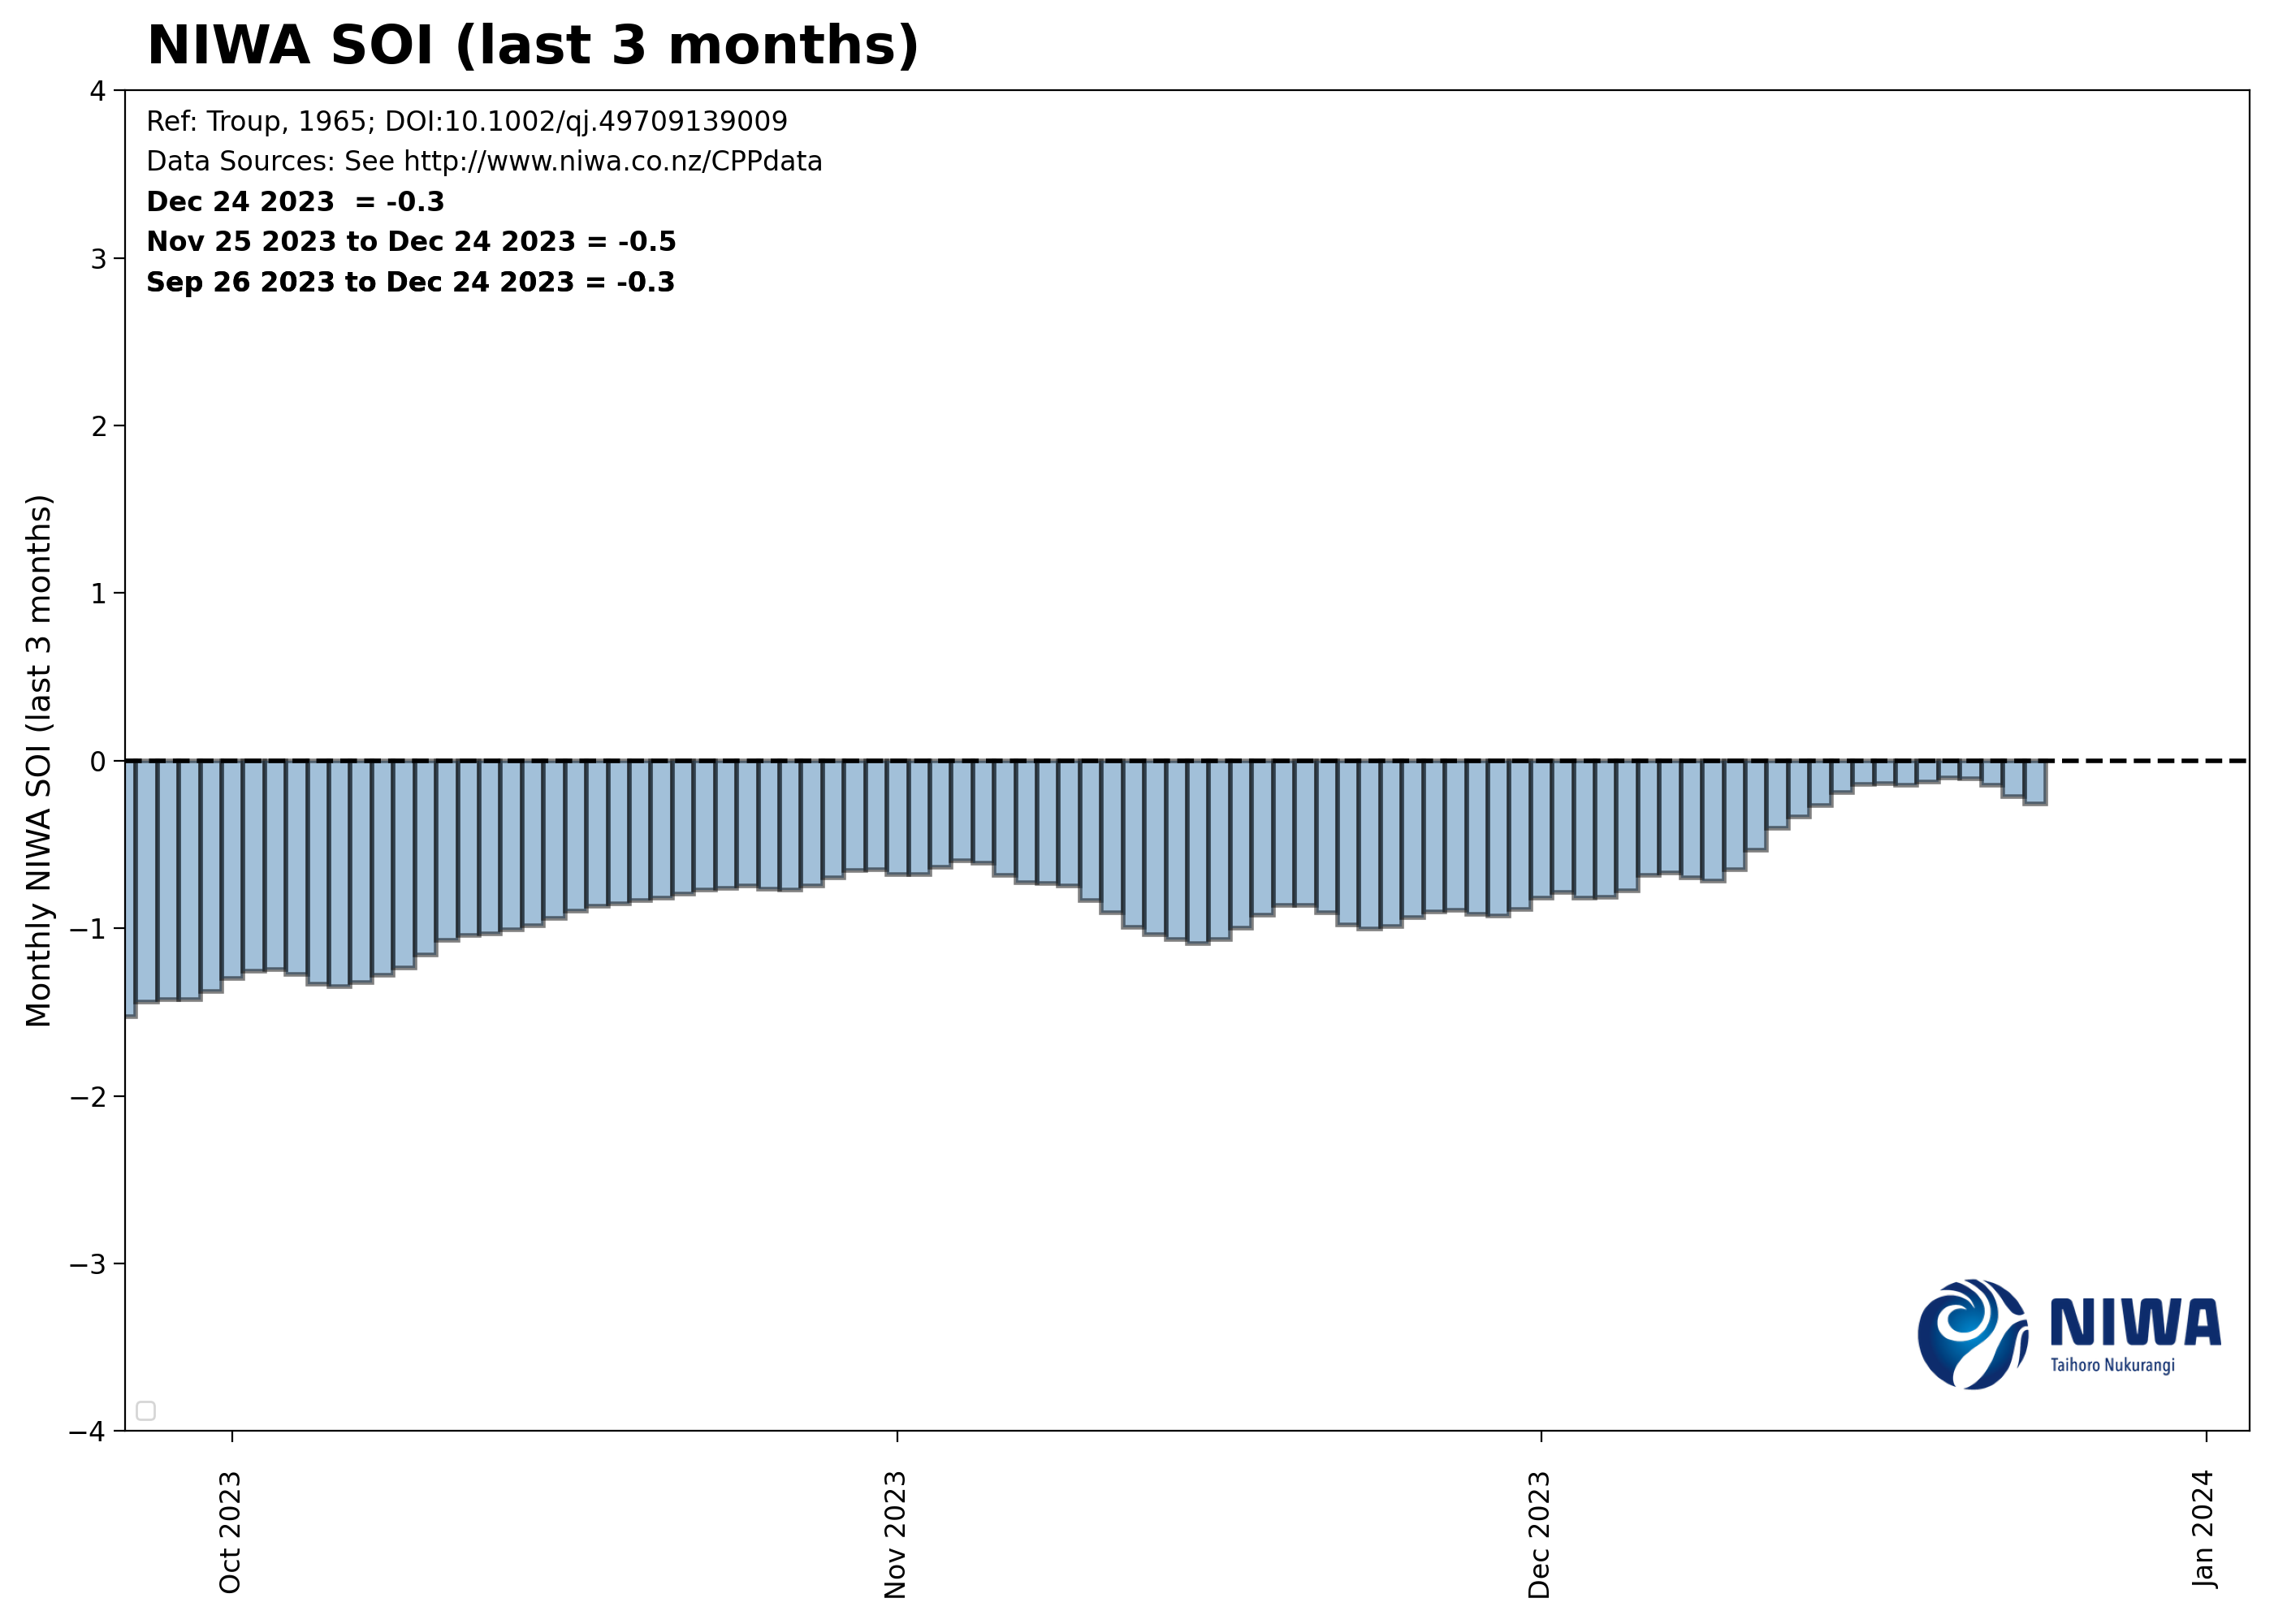 NIWA SOI (last 3 months)
Ref: Troup, 1965; DOI:10.1002/qj.49709139009
Data Sources: See http://www.niwa.co.nz/CPPdata
Dec 24 2023  = -0.3
Nov 25 2023 to Dec 24 2023 = -0.5
Sep 26 2023 to Dec 24 2023 = -0.3
Monthly NIWA SOI (last 3 months)
4
3
2
1
0
−1
−2
−3
−4
Oct 2023
Nov 2023
Dec 2023
Jan 2024
NIWA
Taihoro Nukurangi